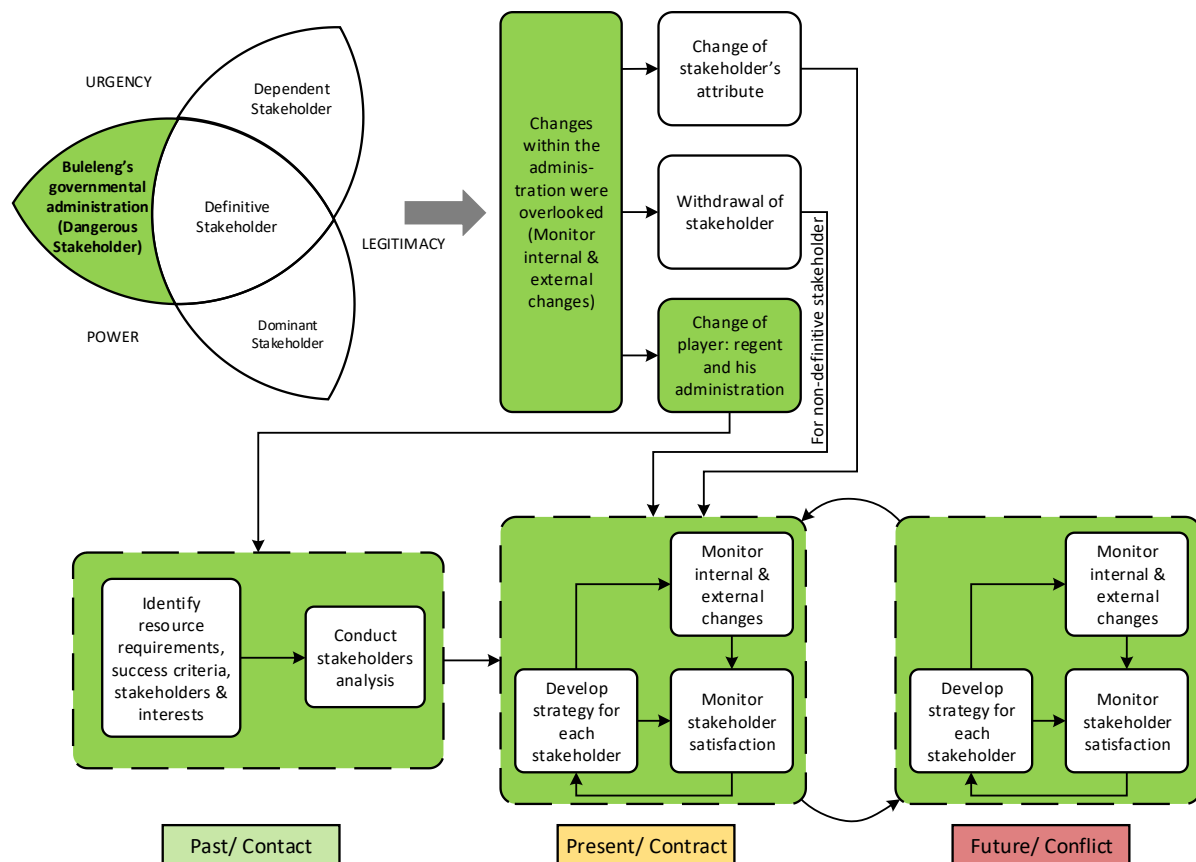 URGENCY
Dependent
Stakeholder
Buleleng's
governmental
administration
(Dangerous
Stakeholder)
Definitive
Stakeholder
LEGITIMACY
POWER
Dominant
Stakeholder
Changes
within the
adminis-
tration were
overlooked
(Monitor
internal &
external
changes)
Change of
stakeholder's
attribute
Withdrawal of
stakeholder
Change of
player: regent
and his
administration
For non-definitive stakeholder
Identify
resource
requirements,
success criteria,
stakeholders &
interests
Conduct
stakeholders
analysis
Monitor
internal &
external
changes
Develop
strategy for
each
stakeholder
Monitor
stakeholder
satisfaction
Monitor
internal &
external
changes
Develop
strategy for
each
stakeholder
Monitor
stakeholder
satisfaction
Past/ Contact
Present/ Contract
Future/ Conflict